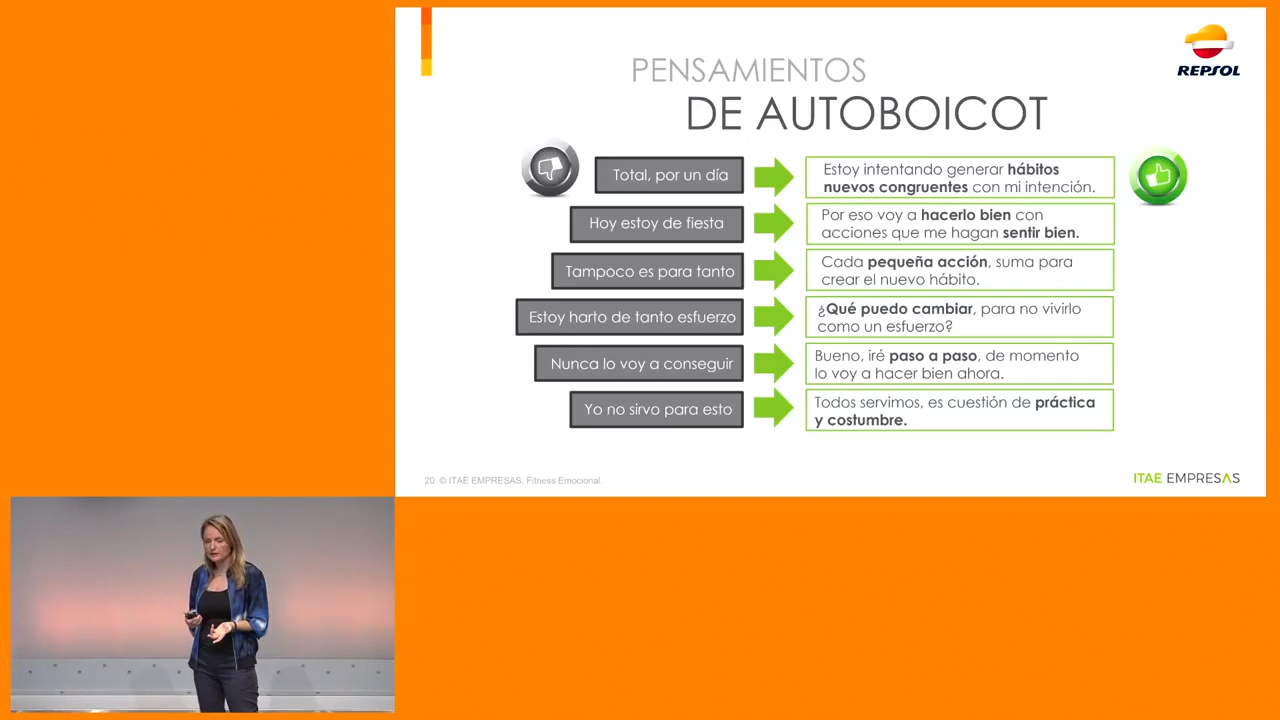 REPSOL
PENSAMIENTOS
DE AUTOBOICOT
Total, por un día
Estoy intentando generar hábitos
nuevos congruentes con mi intención.
Hoy estoy de fiesta
Por eso voy a hacerlo bien con
acciones que me hagan sentir bien.
Tampoco es para tanto
Cada pequeña acción, suma para
crear el nuevo hábito.
Estoy harto de tanto esfuerzo
¿Qué puedo cambiar, para no vivirlo
como un esfuerzo?
Nunca lo voy a conseguir
Bueno, iré paso a paso, de momento
lo voy a hacer bien ahora.
Yo no sirvo para esto
Todos servimos, es cuestión de práctica
y costumbre.
20 © ITAE EMPRESAS. Fitness Emocional.
ITAE EMPRESAS